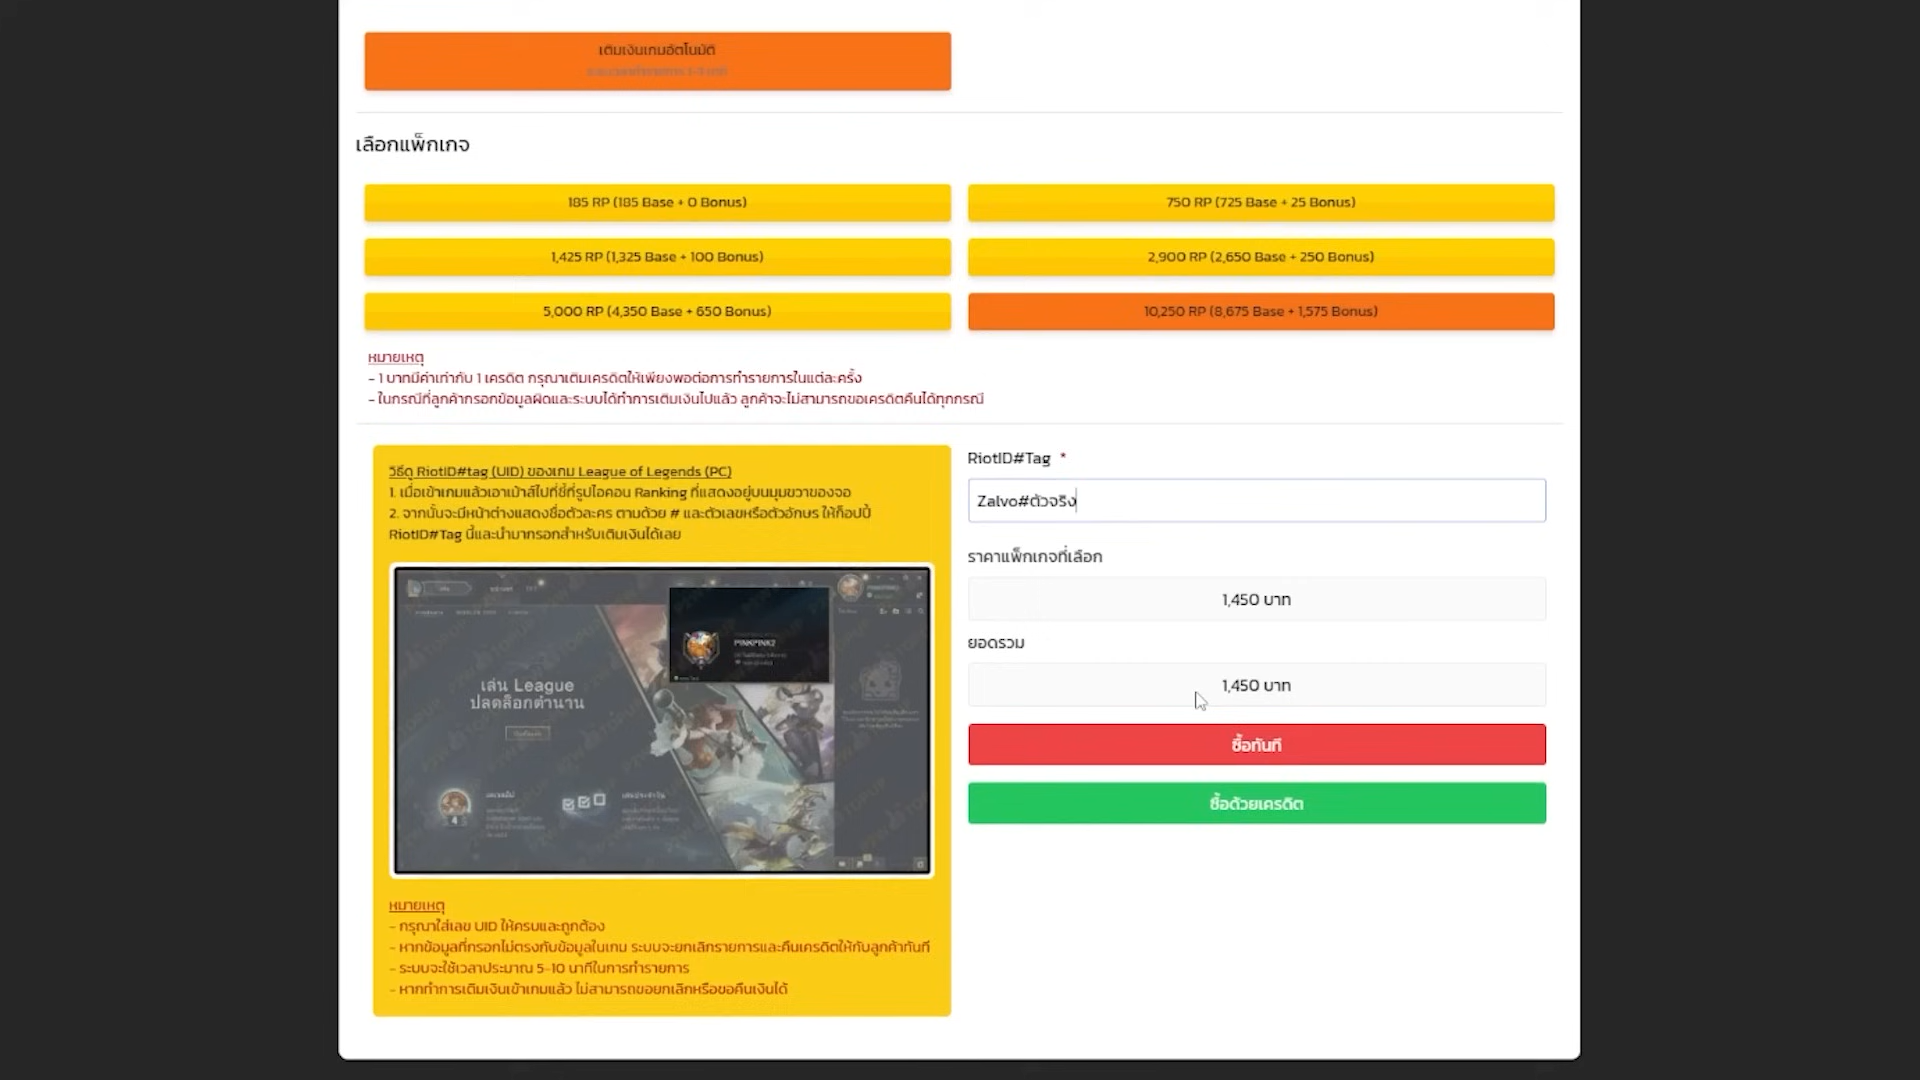 เติมเงินเกมอัตโนมัติ
เลือกแพ็กเกจ
185 RP (185 Base + 0 Bonus)
750 RP (725 Base + 25 Bonus)
1,425 RP (1,325 Base + 100 Bonus)
2,900 RP (2,650 Base + 250 Bonus)
5,000 RP (4,350 Base + 650 Bonus)
10,250 RP (8,675 Base + 1,575 Bonus)
หมายเหตุ
- 1 บาทมีค่าเท่ากับ 1 เครดิต กรุณาเติมเครดิตให้เพียงพอต่อการทำรายการในแต่ละครั้ง
- ในกรณีที่ลูกค้ากรอกข้อมูลผิดและระบบได้ทำการเติมเงินไปแล้ว ลูกค้าจะไม่สามารถขอเครดิตคืนได้ทุกกรณี
วิธีดู RiotID#tag (UID) ของเกม League of Legends (PC)
1. เมื่อเข้าเกมแล้วเอาเม้าส์ไปที่ชี้ที่รูปไอคอน Ranking ที่แสดงอยู่บนมุมขวาของจอ
2. จากนั้นจะมีหน้าต่างแสดงชื่อตัวละคร ตามด้วย # และตัวเลขหรือตัวอักษร ให้ก็อปปี้
RiotID#Tag นี้และนำมากรอกสำหรับเติมเงินได้เลย
PINKPINK2
เล่น League
ปลดล็อกตำนาน
หมายเหตุ
- กรุณาใส่เลข UID ให้ครบและถูกต้อง
- หากข้อมูลที่กรอกไม่ตรงกับข้อมูลในเกม ระบบจะยกเลิกรายการและคืนเครดิตให้กับลูกค้าทันที
- ระบบจะใช้เวลาประมาณ 5-10 นาทีในการทำรายการ
- หากทำการเติมเงินเข้าเกมแล้ว ไม่สามารถขอยกเลิกหรือขอคืนเงินได้
RiotID#Tag *
Zalvo#ตัวจริง
ราคาแพ็กเกจที่เลือก
1,450 บาท
ยอดรวม
1,450 บาท
ซื้อทันที
ซื้อด้วยเครดิต